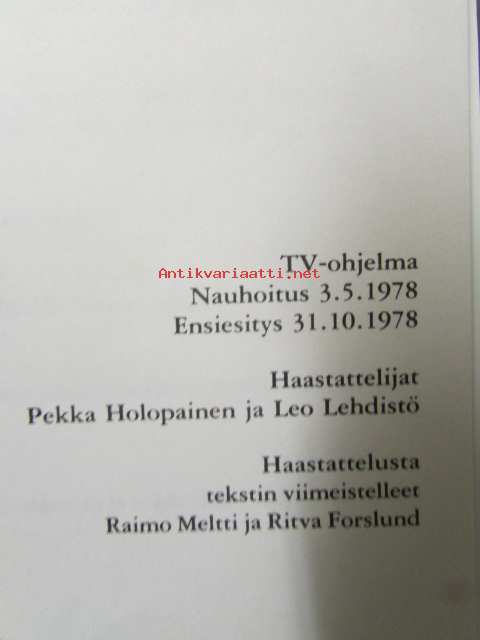 TV-ohjelma
Antikvariaatti.net
Nauhoitus 3.5.1978
Ensiesitys 31.10.1978
Haastattelijat
Pekka Holopainen ja Leo Lehdistö
Haastattelusta
tekstin viimeistelleet
Raimo Meltti ja Ritva Forslund